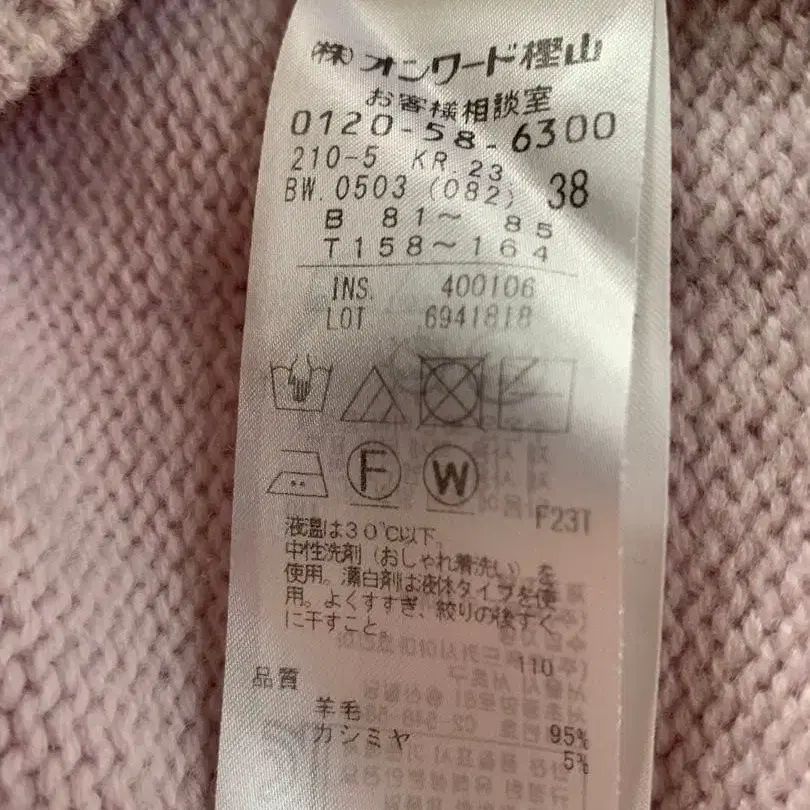 (株)オンワード樫山
お客様相談室
0120-58-6300
210-5 KR.23
BW.0503(082) 38
B 81〜 85
T158〜164
INS. 400106
LOT 6941818
F
W
F23T
液温は30℃以下。
中性洗剤（おしゃれ着洗い）を
使用。漂白剤は液体タイプを使
用。よくすすぎ、絞りの後すぐ
に干すこと。
110
品質
羊毛 95%
カシミヤ 5%